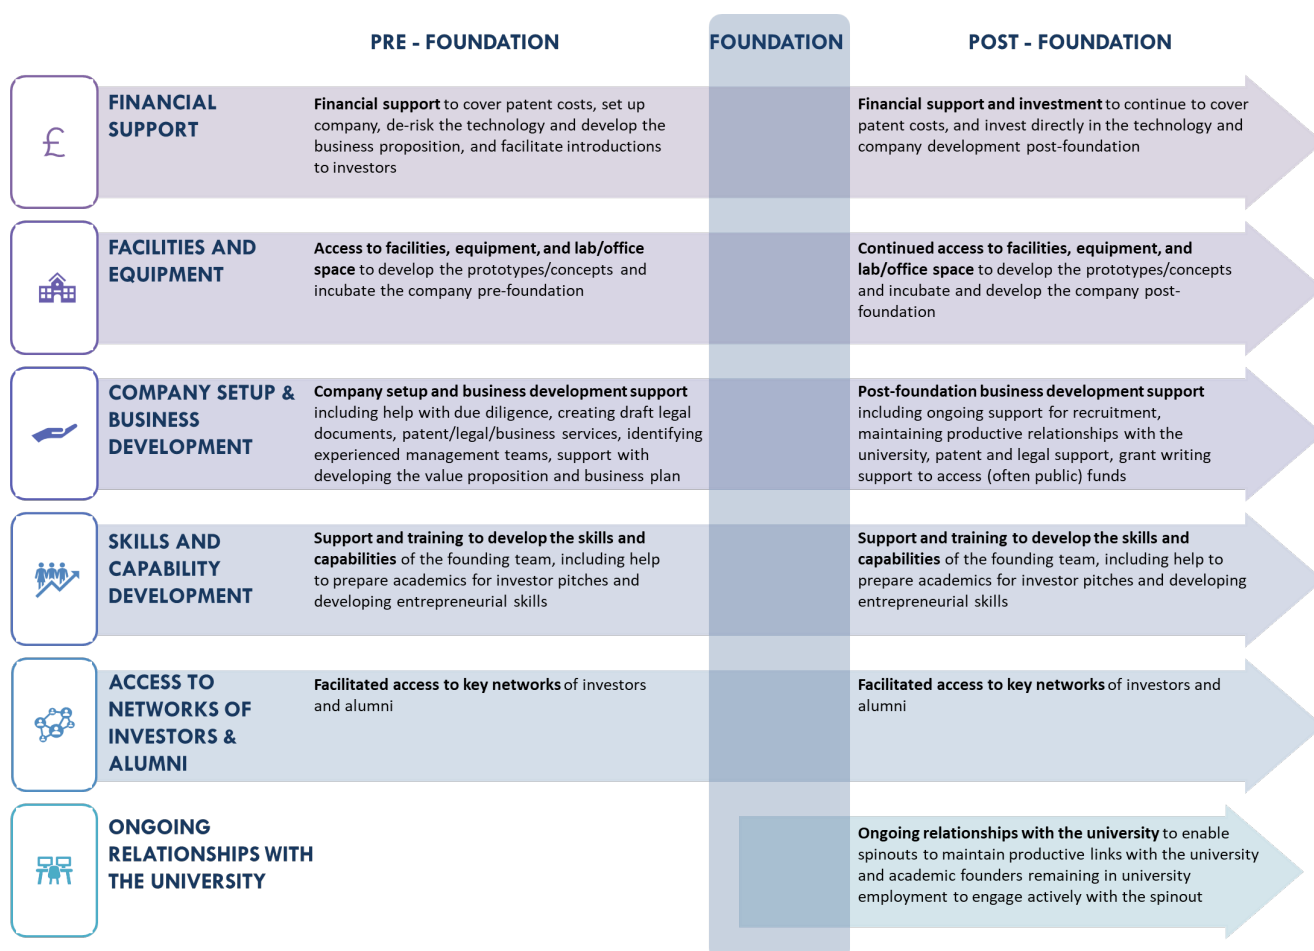 PRE - FOUNDATION
FOUNDATION
POST - FOUNDATION
£
FINANCIAL
SUPPORT
Financial support to cover patent costs, set up
company, de-risk the technology and develop the
business proposition, and facilitate introductions
to investors
Financial support and investment to continue to cover
patent costs, and invest directly in the technology and
company development post-foundation
FACILITIES AND
EQUIPMENT
Access to facilities, equipment, and lab/office
space to develop the prototypes/concepts and
incubate the company pre-foundation
Continued access to facilities, equipment, and
lab/office space to develop the prototypes/concepts
and incubate and develop the company post-
foundation
COMPANY SETUP &
BUSINESS
DEVELOPMENT
Company setup and business development support
including help with due diligence, creating draft legal
documents, patent/legal/business services, identifying
experienced management teams, support with
developing the value proposition and business plan
Post-foundation business development support
including ongoing support for recruitment,
maintaining productive relationships with the
university, patent and legal support, grant writing
support to access (often public) funds
SKILLS AND
CAPABILITY
DEVELOPMENT
Support and training to develop the skills and
capabilities of the founding team, including help
to prepare academics for investor pitches and
developing entrepreneurial skills
Support and training to develop the skills and
capabilities of the founding team, including help to
prepare academics for investor pitches and developing
entrepreneurial skills
ACCESS TO
NETWORKS OF
INVESTORS &
ALUMNI
Facilitated access to key networks of investors
and alumni
Facilitated access to key networks of investors and
alumni
ONGOING
RELATIONSHIPS WITH
THE UNIVERSITY
Ongoing relationships with the university to enable
spinouts to maintain productive links with the university
and academic founders remaining in university
employment to engage actively with the spinout